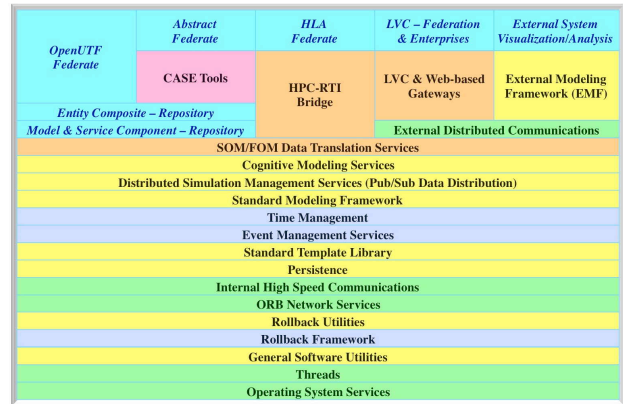 OpenUTF
Federate
Abstract
Federate
HLA
Federate
LVC – Federation
& Enterprises
External System
Visualization/Analysis
CASE Tools
HPC-RTI
Bridge
LVC & Web-based
Gateways
External Modeling
Framework (EMF)
Entity Composite – Repository
Model & Service Component – Repository
External Distributed Communications
SOM/FOM Data Translation Services
Cognitive Modeling Services
Distributed Simulation Management Services (Pub/Sub Data Distribution)
Standard Modeling Framework
Time Management
Event Management Services
Standard Template Library
Persistence
Internal High Speed Communications
ORB Network Services
Rollback Utilities
Rollback Framework
General Software Utilities
Threads
Operating System Services